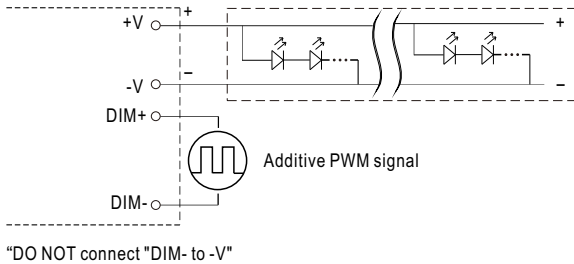 +V + +
-V – –
DIM+
Additive PWM signal
DIM-
“DO NOT connect "DIM- to -V"